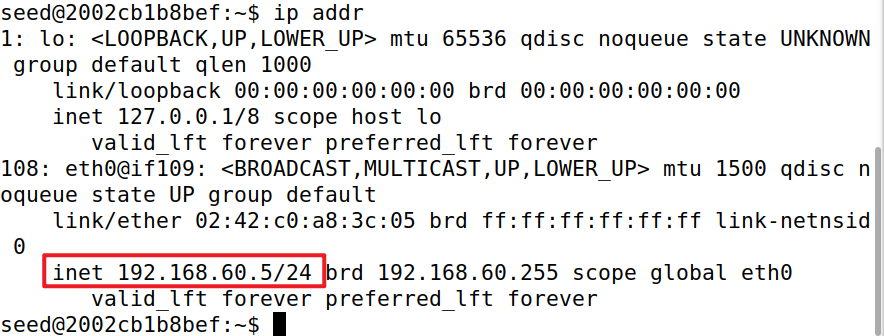 seed@2002cb1b8bef:~$ ip addr
1: lo: <LOOPBACK,UP,LOWER_UP> mtu 65536 qdisc noqueue state UNKNOWN
 group default qlen 1000
    link/loopback 00:00:00:00:00:00 brd 00:00:00:00:00:00
    inet 127.0.0.1/8 scope host lo
       valid_lft forever preferred_lft forever
108: eth0@if109: <BROADCAST,MULTICAST,UP,LOWER_UP> mtu 1500 qdisc n
oqueue state UP group default
    link/ether 02:42:c0:a8:3c:05 brd ff:ff:ff:ff:ff:ff link-netnsid
 0
    inet 192.168.60.5/24 brd 192.168.60.255 scope global eth0
       valid_lft forever preferred_lft forever
seed@2002cb1b8bef:~$